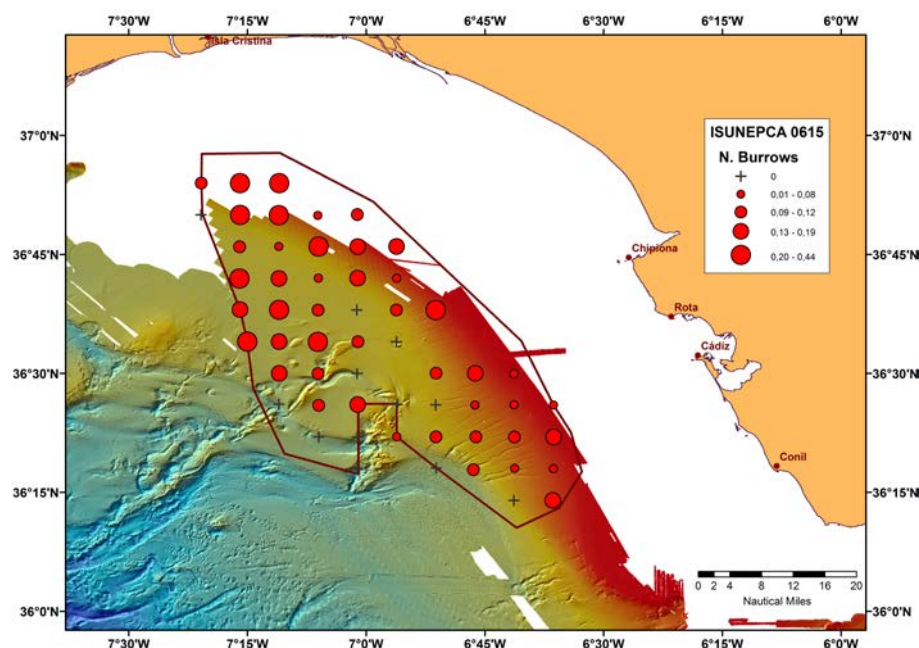 7°30'W 7°15'W 7°0'W 6°45'W 6°30'W 6°15'W 6°0'W
Isla Cristina
37°0'N 37°0'N
ISUNEPCA 0615
N. Burrows
0
0,01 - 0,08
0,09 - 0,12
0,13 - 0,19
0,20 - 0,44
36°45'N 36°45'N
Chipiona
Rota
Cádiz
36°30'N 36°30'N
Conil
36°15'N 36°15'N
0 2 4 8 12 16 20
Nautical Miles
36°0'N 36°0'N
7°30'W 7°15'W 7°0'W 6°45'W 6°30'W 6°15'W 6°0'W